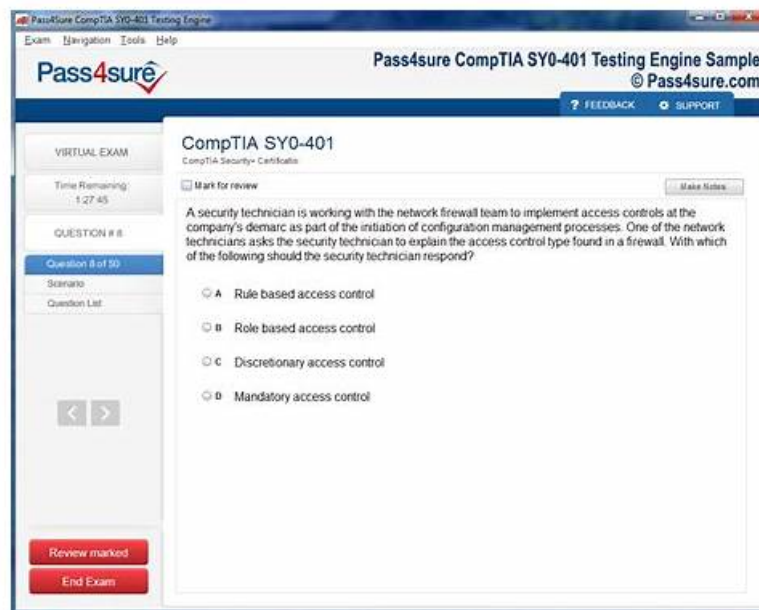 Pass4Sure CompTIA SY0-401 Testing Engine
Exam Navigation Tools Help
Pass4surê
Pass4sure CompTIA SY0-401 Testing Engine Sample
© Pass4sure.com
? FEEDBACK SUPPORT
VIRTUAL EXAM
Time Remaining:
1:27:45
QUESTION # 8
Question 8 of 50
Scenario
Question List
CompTIA SY0-401
CompTIA Security+ Certificatio
Mark for review
Make Notes
A security technician is working with the network firewall team to implement access controls at the
company's demarc as part of the initiation of configuration management processes. One of the network
technicians asks the security technician to explain the access control type found in a firewall. With which
of the following should the security technician respond?
A Rule based access control
B Role based access control
C Discretionary access control
D Mandatory access control
< >
Review marked
End Exam